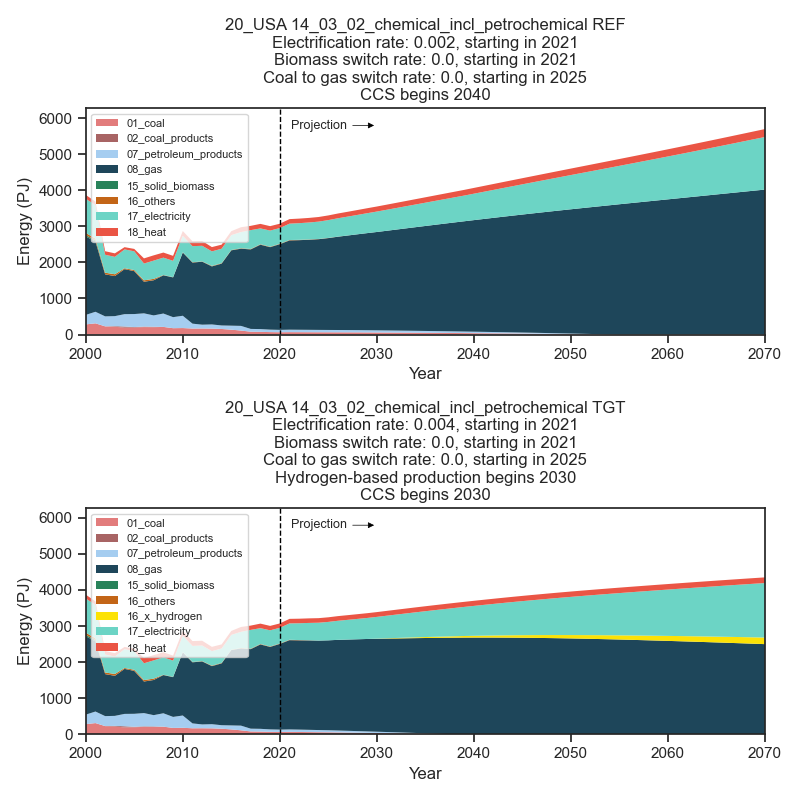 20_USA 14_03_02_chemical_incl_petrochemical REF
Electrification rate: 0.002, starting in 2021
Biomass switch rate: 0.0, starting in 2021
Coal to gas switch rate: 0.0, starting in 2025
CCS begins 2040
Energy (PJ)
6000
5000
4000
3000
2000
1000
0
01_coal
02_coal_products
07_petroleum_products
08_gas
15_solid_biomass
16_others
17_electricity
18_heat
Projection
2000 2010 2020 2030 2040 2050 2060 2070
Year
20_USA 14_03_02_chemical_incl_petrochemical TGT
Electrification rate: 0.004, starting in 2021
Biomass switch rate: 0.0, starting in 2021
Coal to gas switch rate: 0.0, starting in 2025
Hydrogen-based production begins 2030
CCS begins 2030
Energy (PJ)
6000
5000
4000
3000
2000
1000
0
01_coal
02_coal_products
07_petroleum_products
08_gas
15_solid_biomass
16_others
16_x_hydrogen
17_electricity
18_heat
Projection
2000 2010 2020 2030 2040 2050 2060 2070
Year